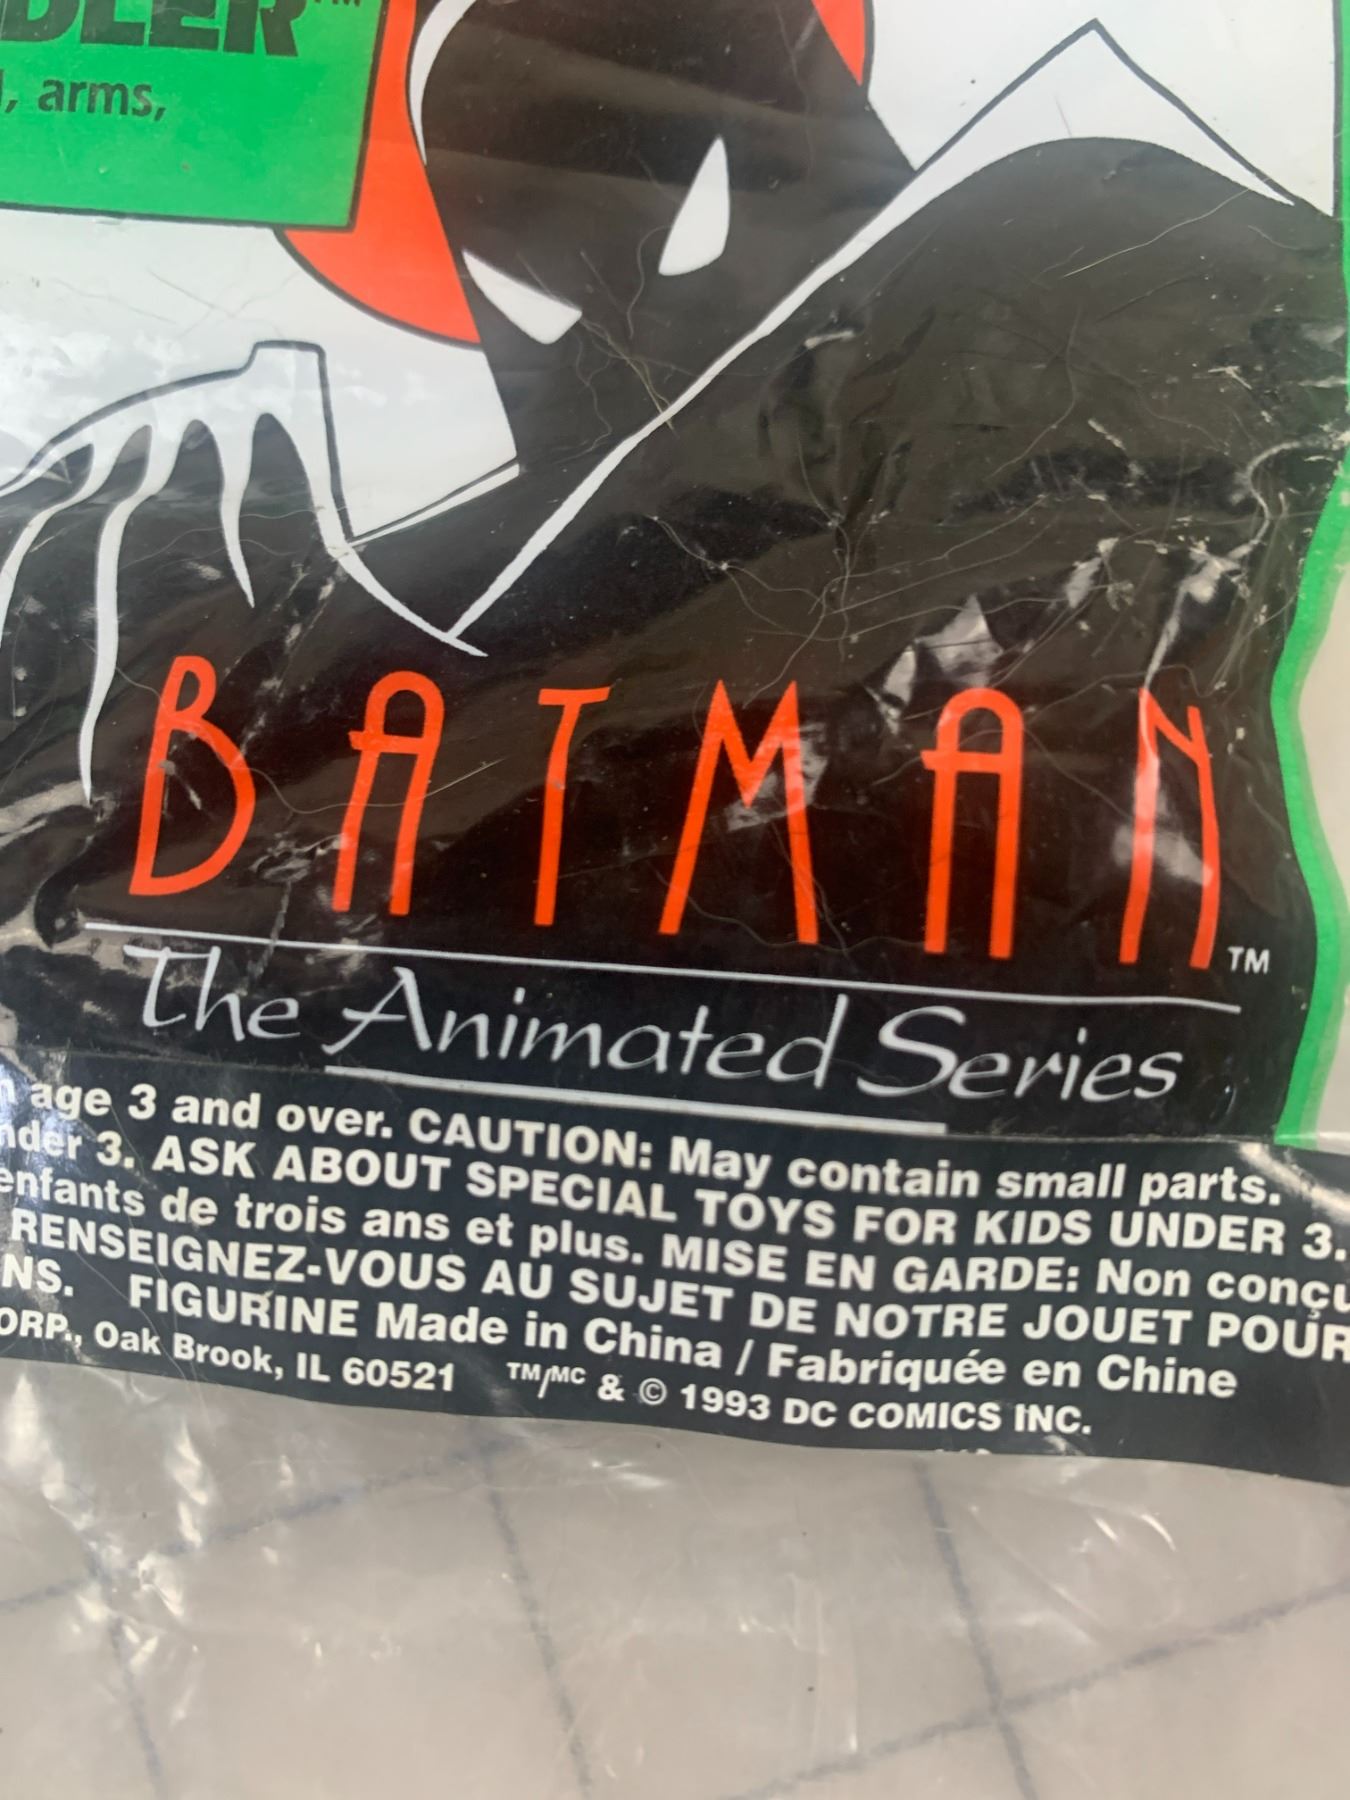 DLER™
, arms,
BATMAN™
The Animated Series
age 3 and over. CAUTION: May contain small parts.
nder 3. ASK ABOUT SPECIAL TOYS FOR KIDS UNDER 3.
enfants de trois ans et plus. MISE EN GARDE: Non conçu
RENSEIGNEZ-VOUS AU SUJET DE NOTRE JOUET POUR
NS. FIGURINE Made in China / Fabriquée en Chine
ORP., Oak Brook, IL 60521 TM/MC & © 1993 DC COMICS INC.